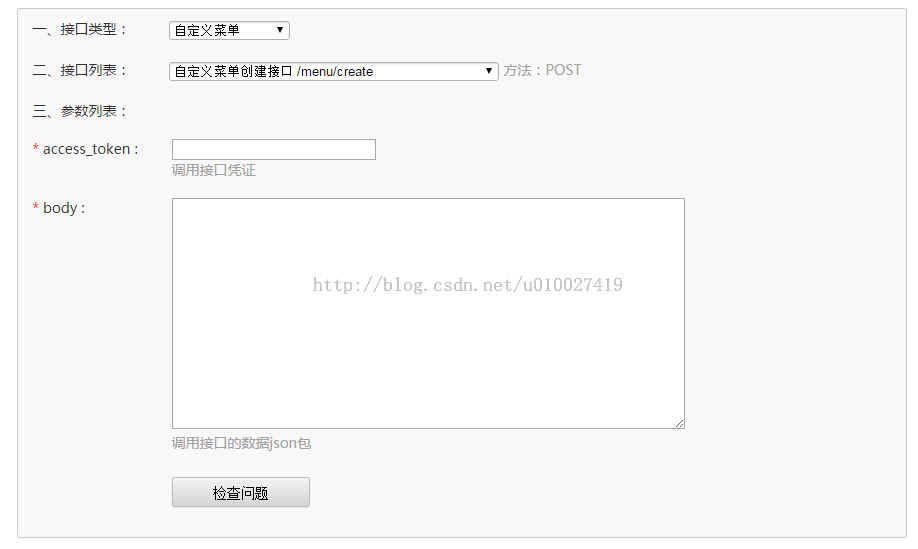 一、接口类型： 自定义菜单
二、接口列表： 自定义菜单创建接口 /menu/create 方法：POST
三、参数列表：
* access_token：
调用接口凭证
* body：
http://blog.csdn.net/u010027419
调用接口的数据json包
检查问题